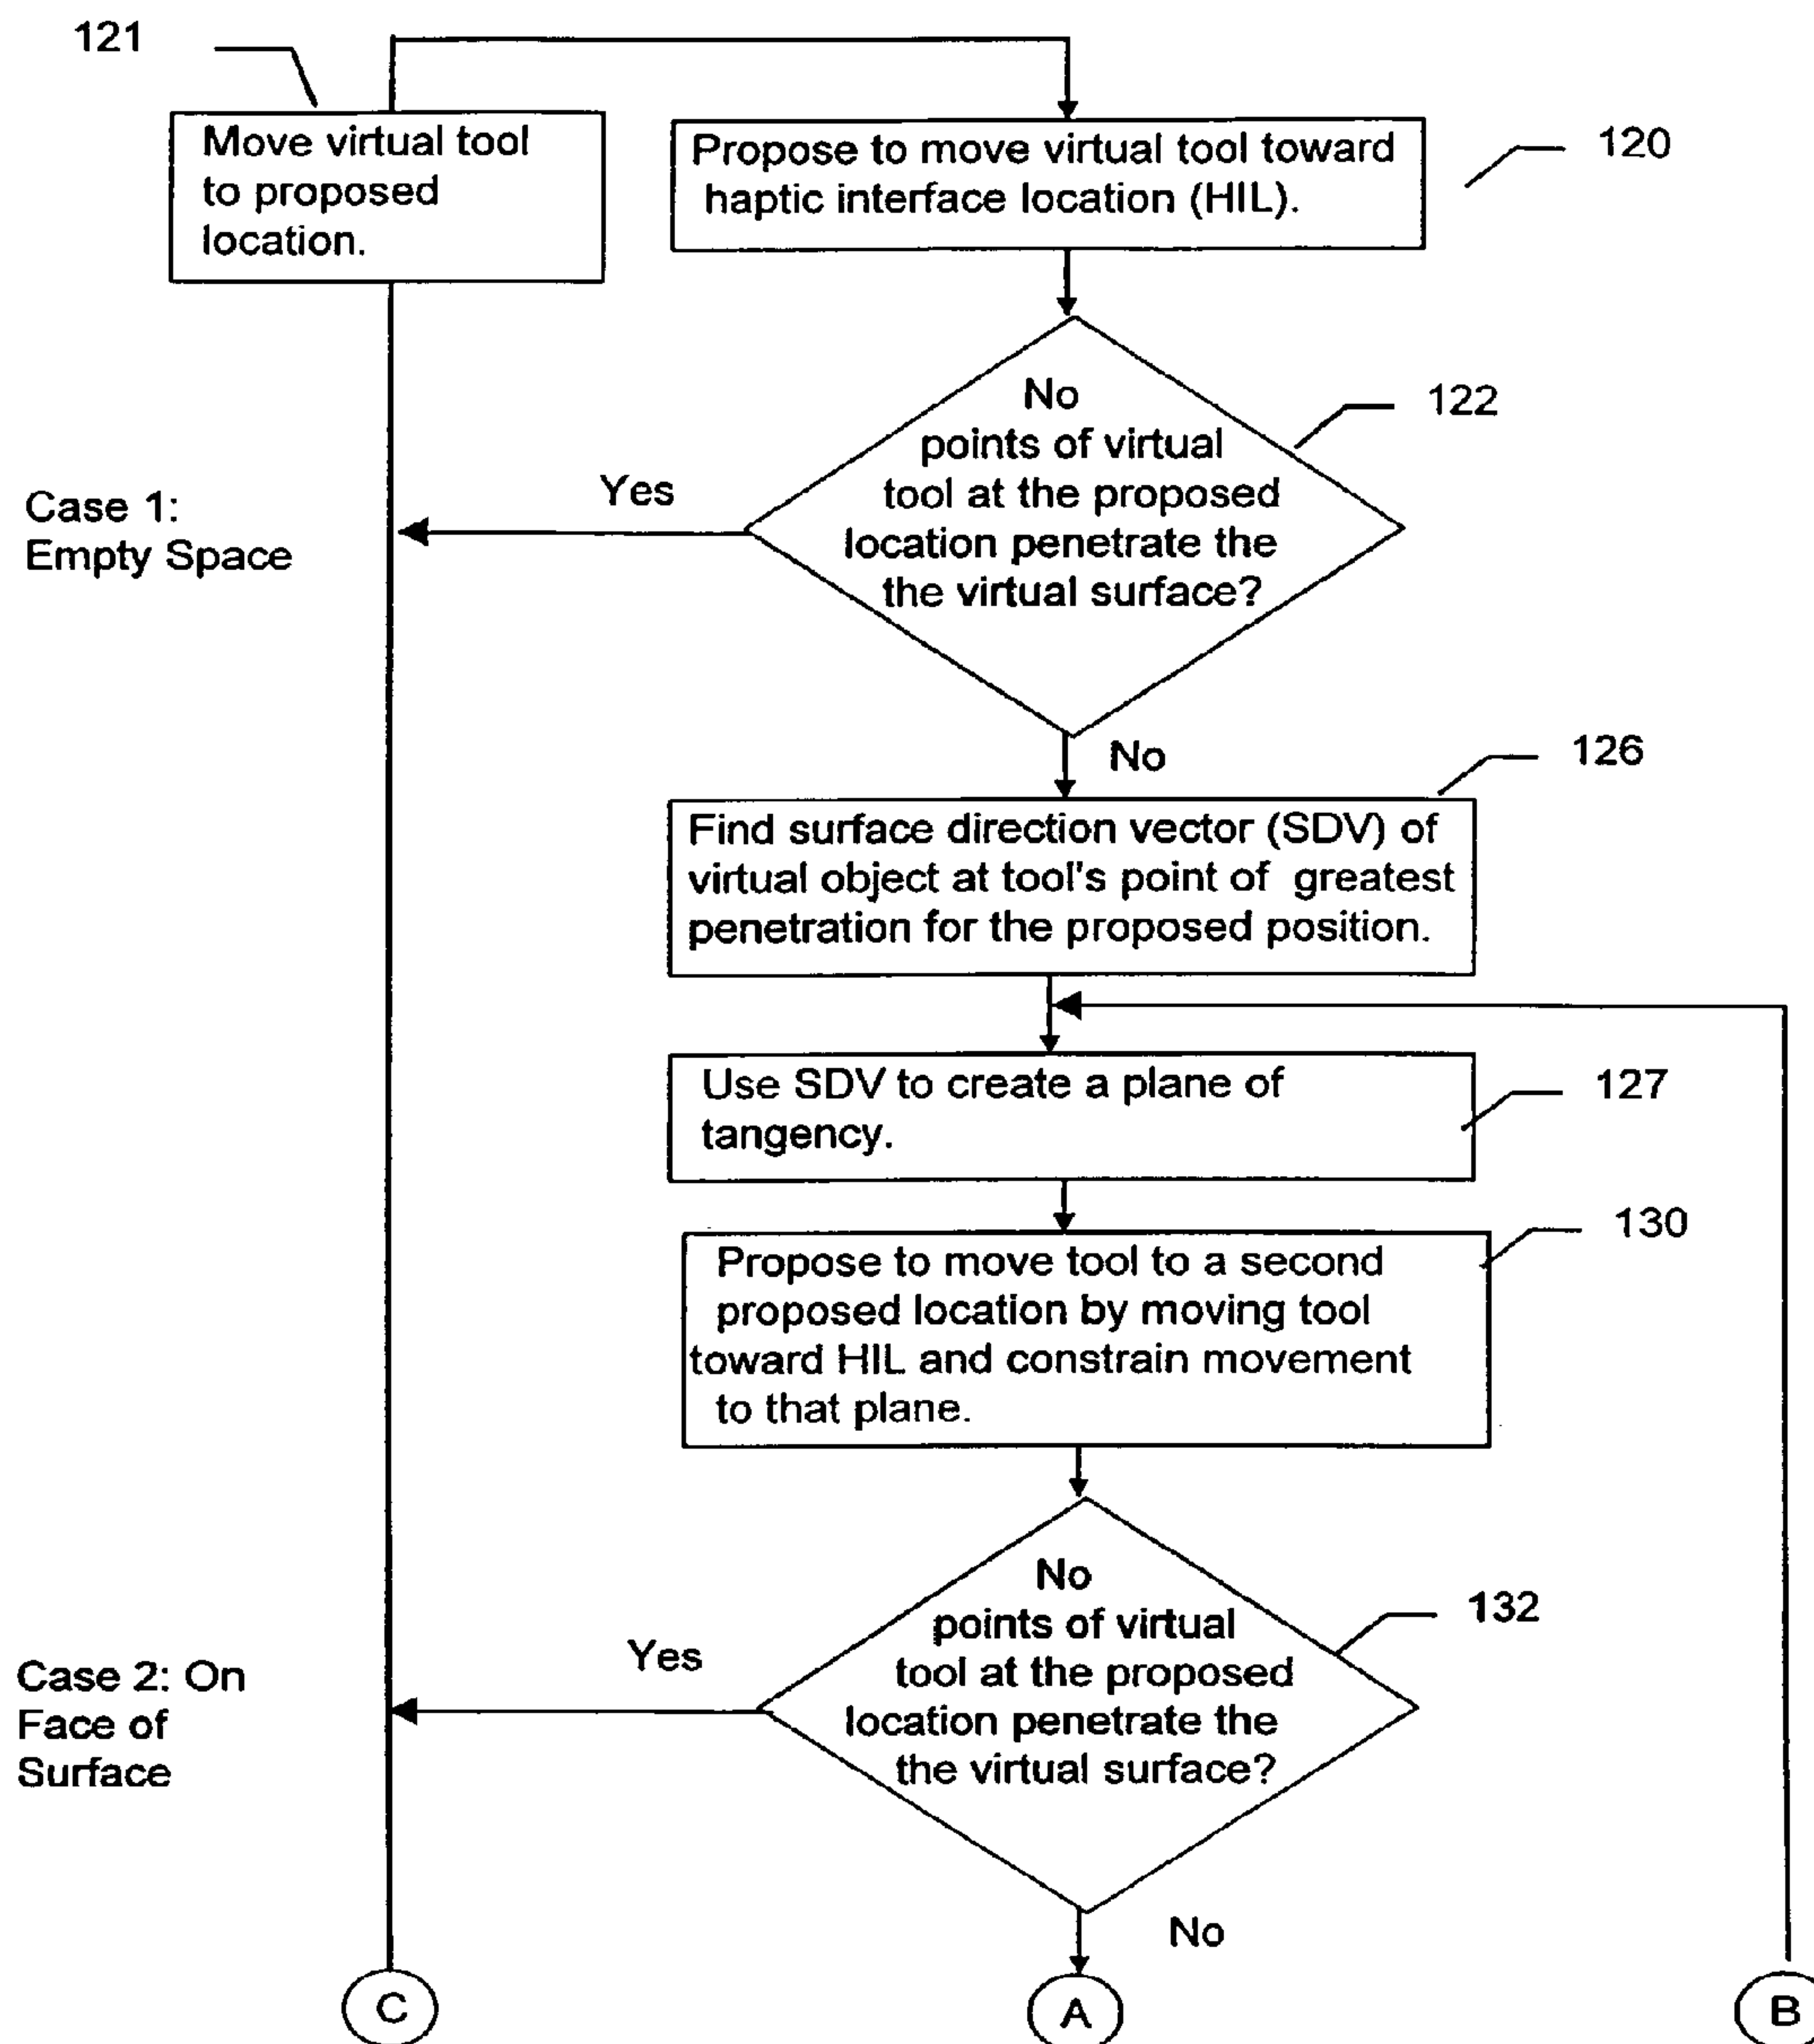 121
Move virtual tool
to proposed
location.
Propose to move virtual tool toward
haptic interface location (HIL).
120
No
points of virtual
tool at the proposed
location penetrate the
the virtual surface?
122
Yes
Case 1:
Empty Space
No
126
Find surface direction vector (SDV) of
virtual object at tool's point of greatest
penetration for the proposed position.
Use SDV to create a plane of
tangency.
127
130
Propose to move tool to a second
proposed location by moving tool
toward HIL and constrain movement
to that plane.
No
points of virtual
tool at the proposed
location penetrate the
the virtual surface?
132
Yes
Case 2: On
Face of
Surface
No
C
A
B